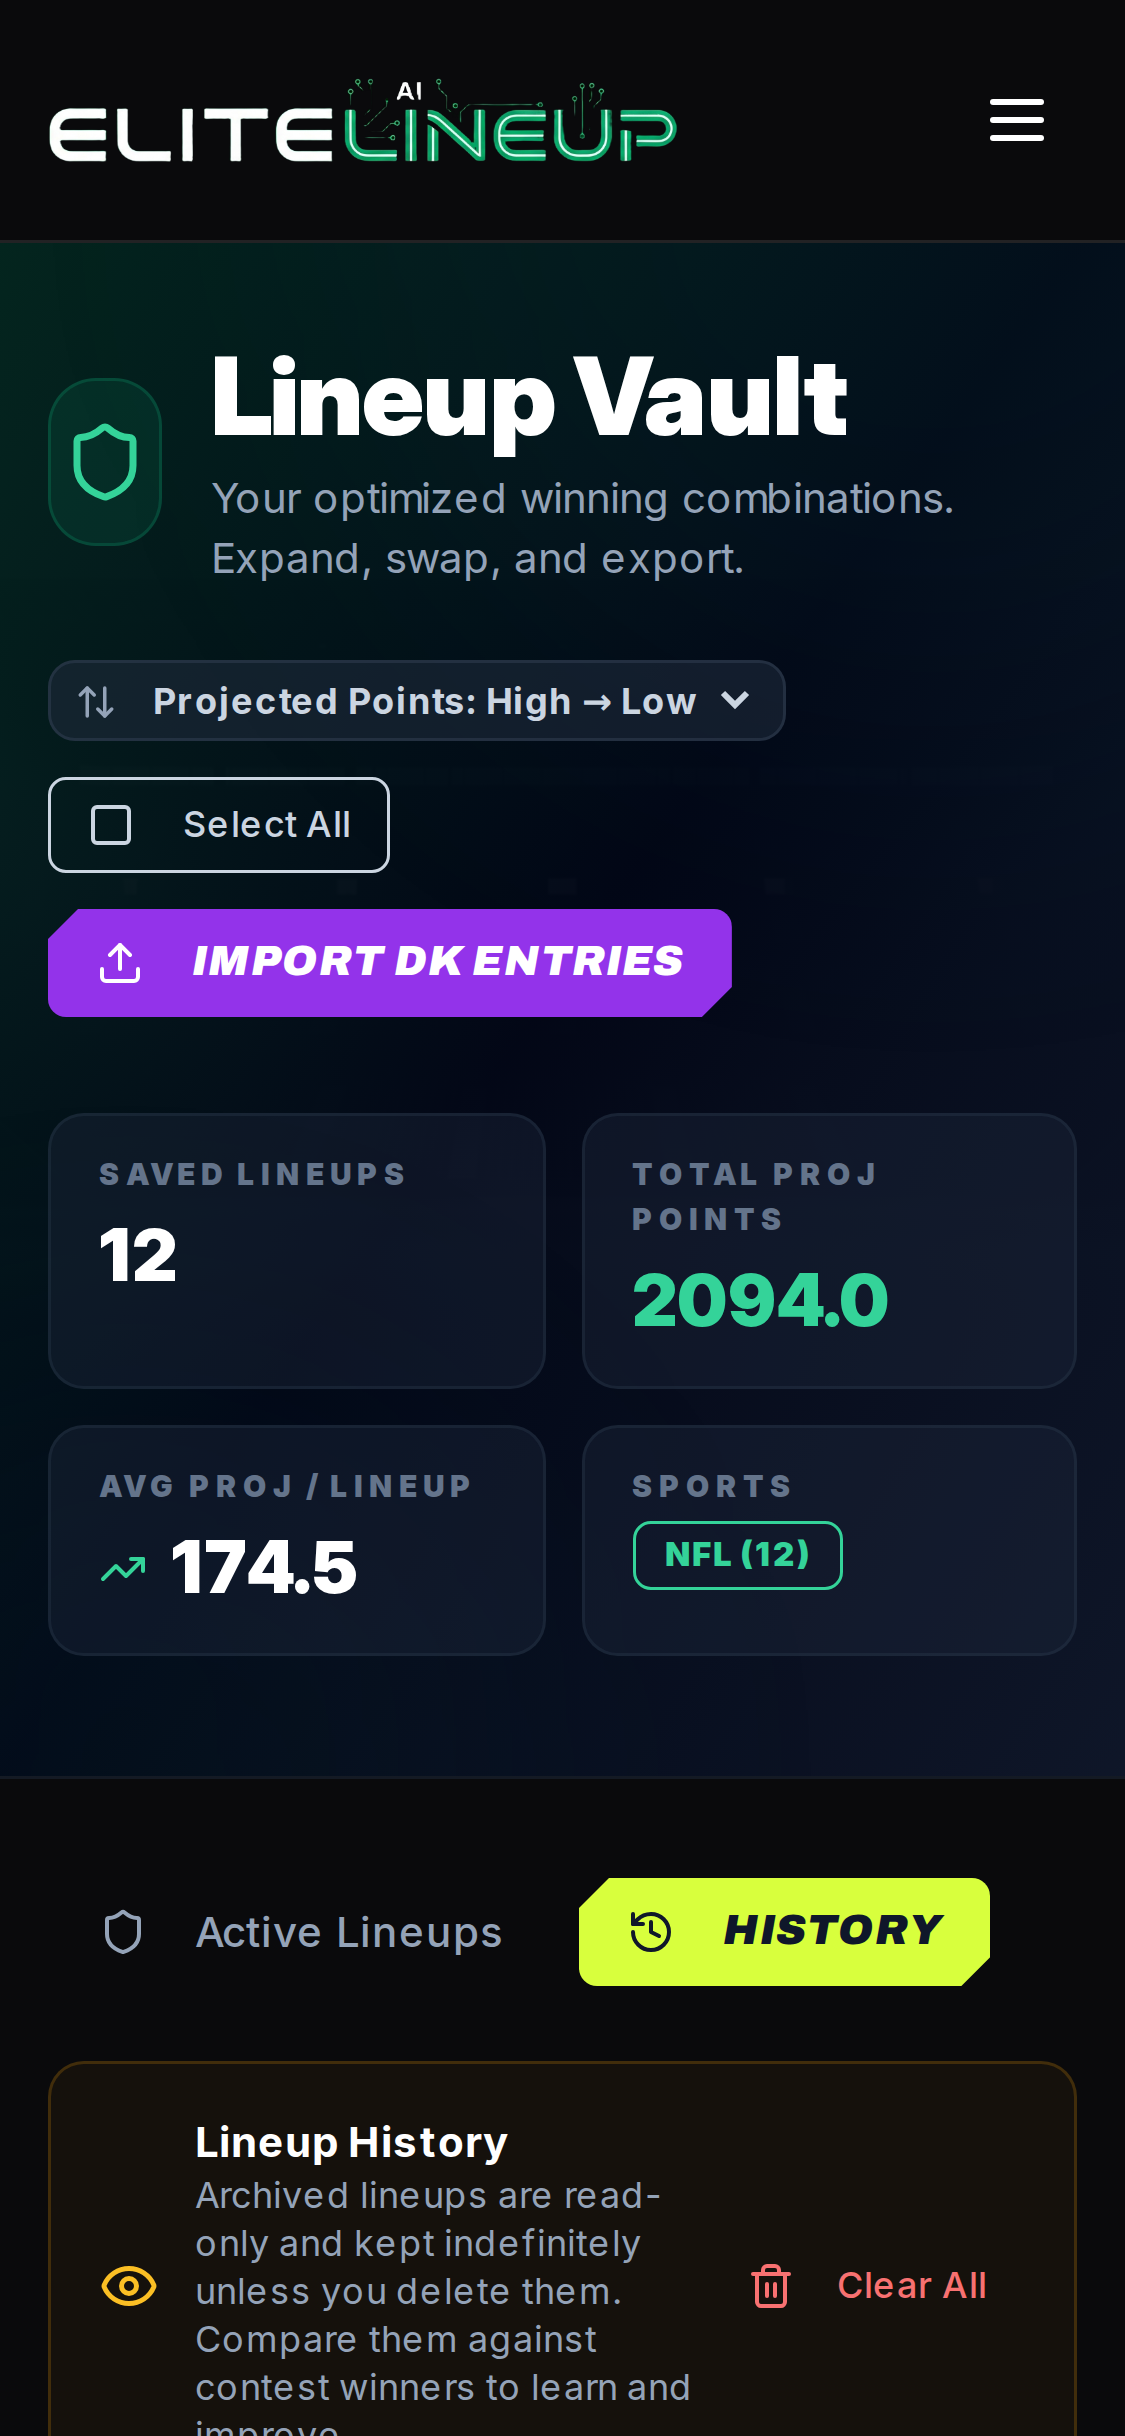 ELITE LINEUP AI
Lineup Vault
Your optimized winning combinations.
Expand, swap, and export.
Projected Points: High → Low
Select All
IMPORT DK ENTRIES
SAVED LINEUPS
12
TOTAL PROJ
POINTS
2094.0
AVG PROJ / LINEUP
174.5
SPORTS
NFL (12)
Active Lineups
HISTORY
Lineup History
Archived lineups are read-
only and kept indefinitely
unless you delete them.
Compare them against
contest winners to learn and
improve.
Clear All